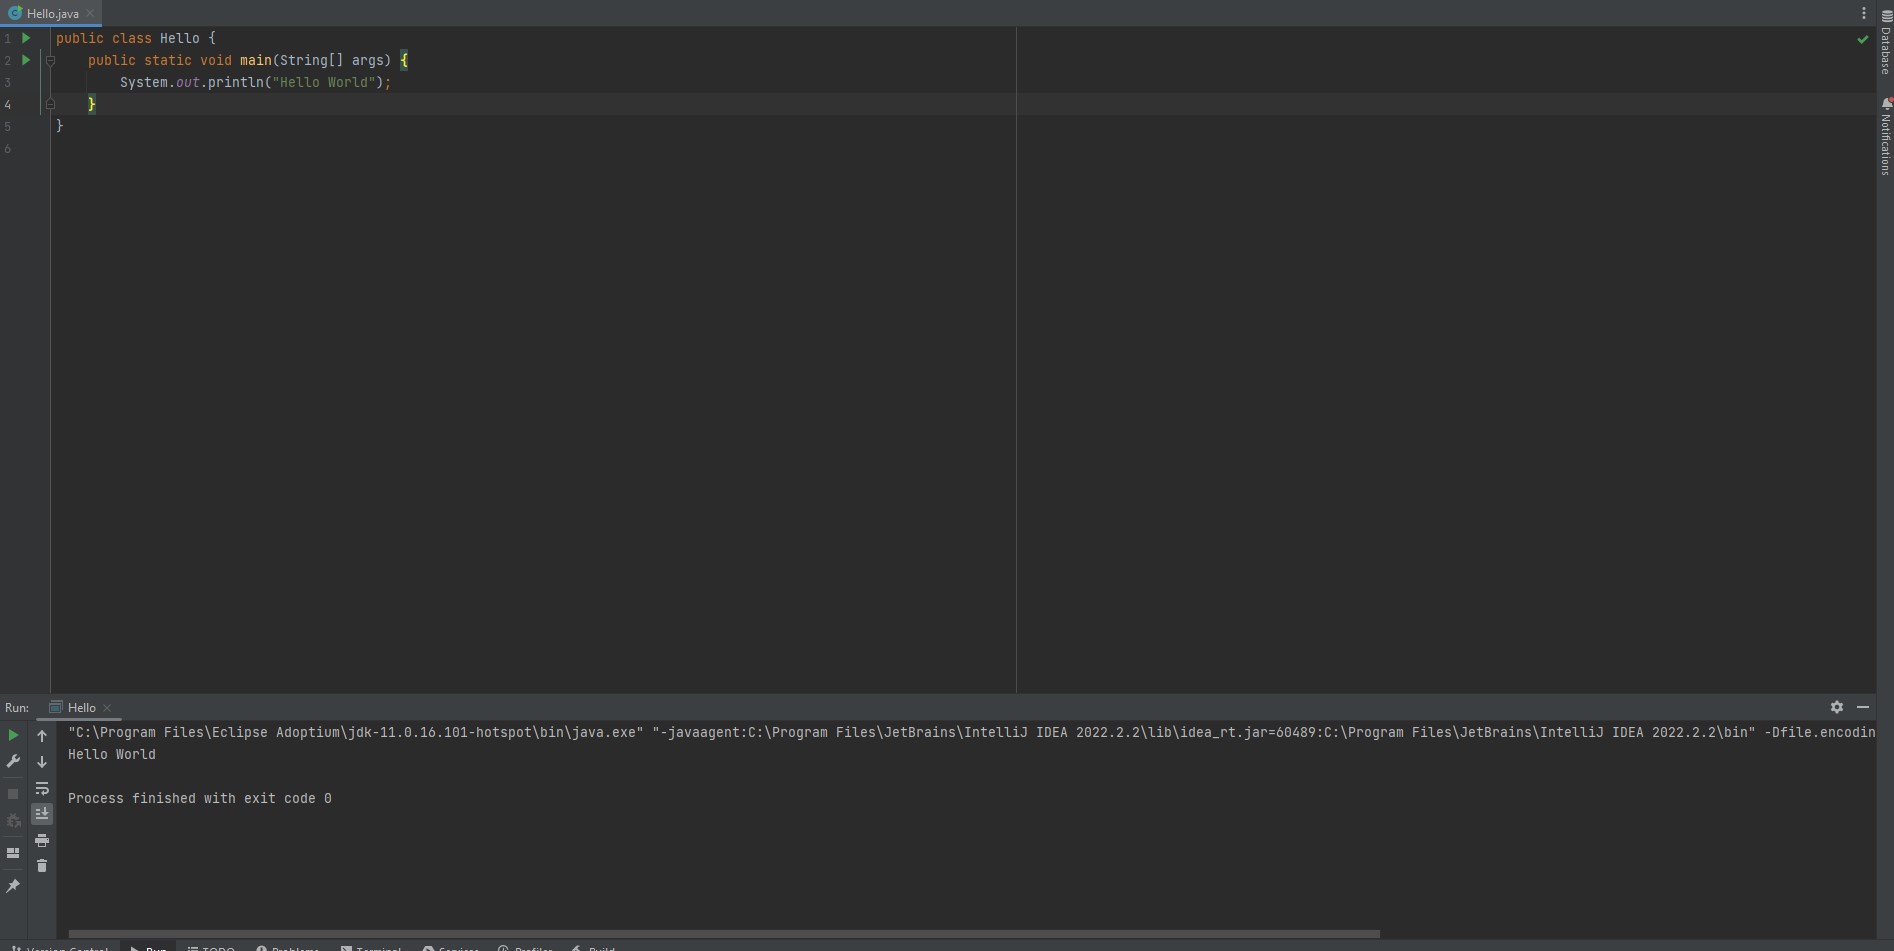 Hello.java
1 public class Hello {
2 public static void main(String[] args) {
3 System.out.println("Hello World");
4 }
5 }
6
Database
Notifications
Run: Hello
"C:\Program Files\Eclipse Adoptium\jdk-11.0.16.101-hotspot\bin\java.exe" "-javaagent:C:\Program Files\JetBrains\IntelliJ IDEA 2022.2.2\lib\idea_rt.jar=60489:C:\Program Files\JetBrains\IntelliJ IDEA 2022.2.2\bin" -Dfile.encodin
Hello World
Process finished with exit code 0
Version Control Run TODO Problems Terminal Services Profiler Build